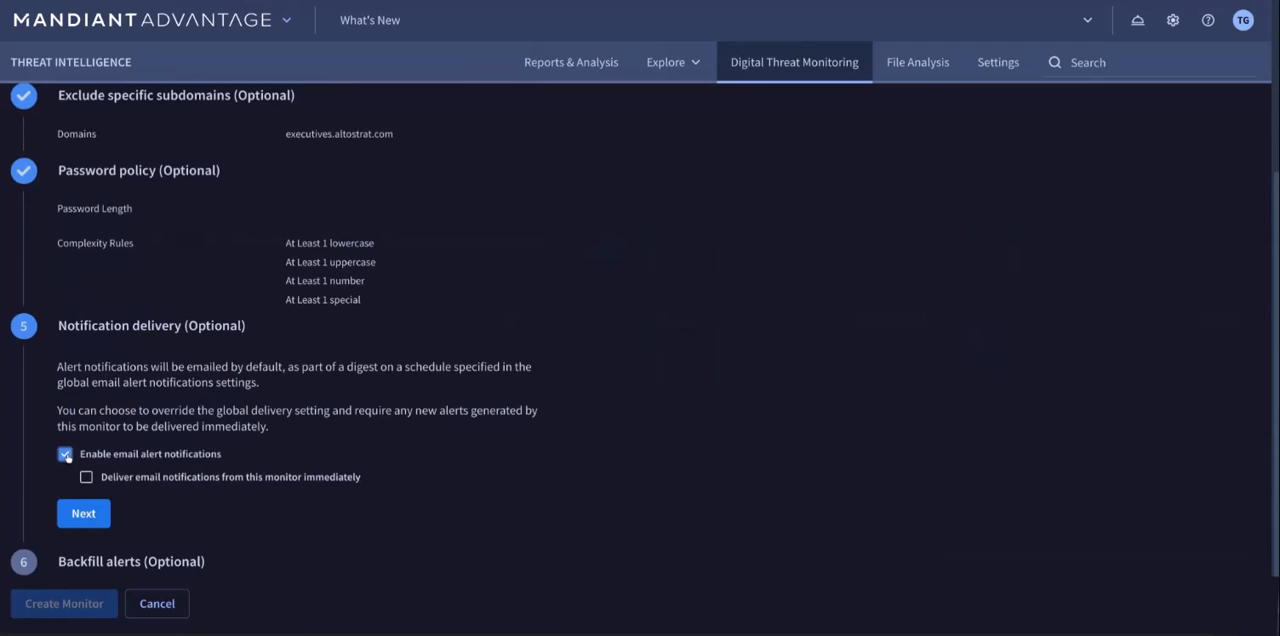 MANDIANT ADVANTAGE What's New TG
THREAT INTELLIGENCE Reports & Analysis Explore Digital Threat Monitoring File Analysis Settings Search
Exclude specific subdomains (Optional)
Domains executives.altostrat.com
Password policy (Optional)
Password Length
Complexity Rules At Least 1 lowercase
At Least 1 uppercase
At Least 1 number
At Least 1 special
5 Notification delivery (Optional)
Alert notifications will be emailed by default, as part of a digest on a schedule specified in the
global email alert notifications settings.
You can choose to override the global delivery setting and require any new alerts generated by
this monitor to be delivered immediately.
Enable email alert notifications
Deliver email notifications from this monitor immediately
Next
6 Backfill alerts (Optional)
Create Monitor Cancel